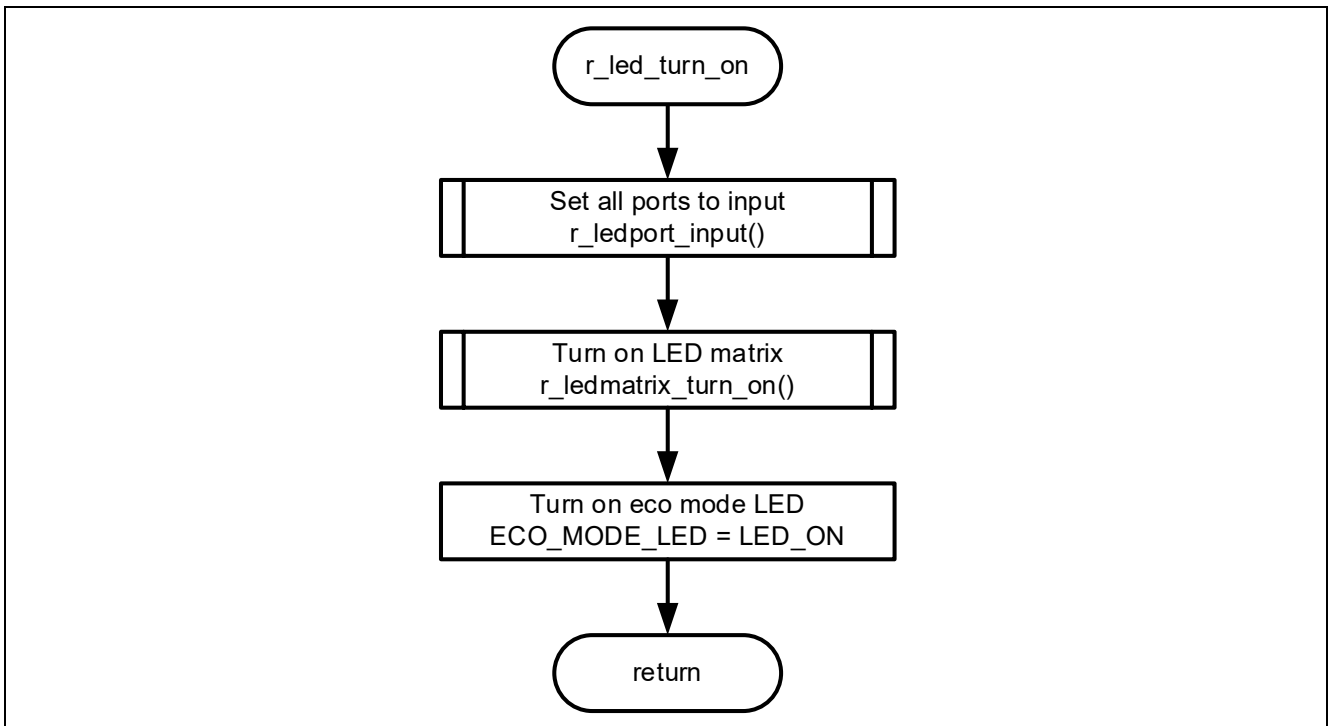 r_led_turn_on
Set all ports to input
r_ledport_input()
Turn on LED matrix
r_ledmatrix_turn_on()
Turn on eco mode LED
ECO_MODE_LED = LED_ON
return